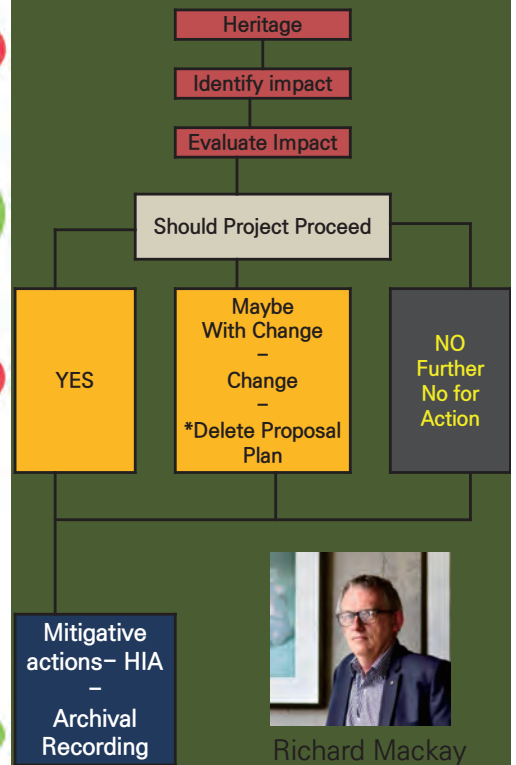 Heritage
Identify impact
Evaluate Impact
Should Project Proceed
YES
Maybe
With Change
–
Change
–
*Delete Proposal
Plan
NO
Further
No for
Action
Mitigative
actions– HIA
–
Archival
Recording
Richard Mackay